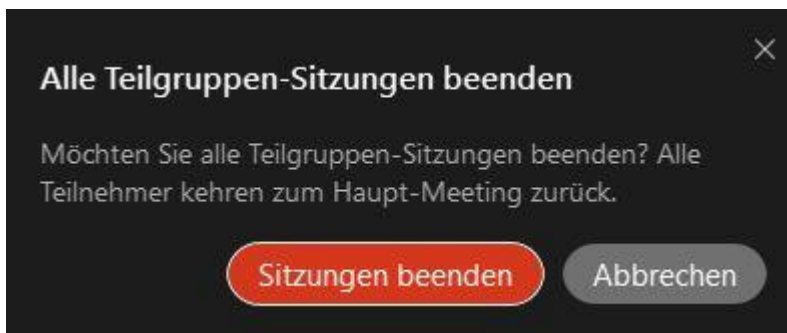 Alle Teilgruppen-Sitzungen beenden
Möchten Sie alle Teilgruppen-Sitzungen beenden? Alle
Teilnehmer kehren zum Haupt-Meeting zurück.
Sitzungen beenden
Abbrechen